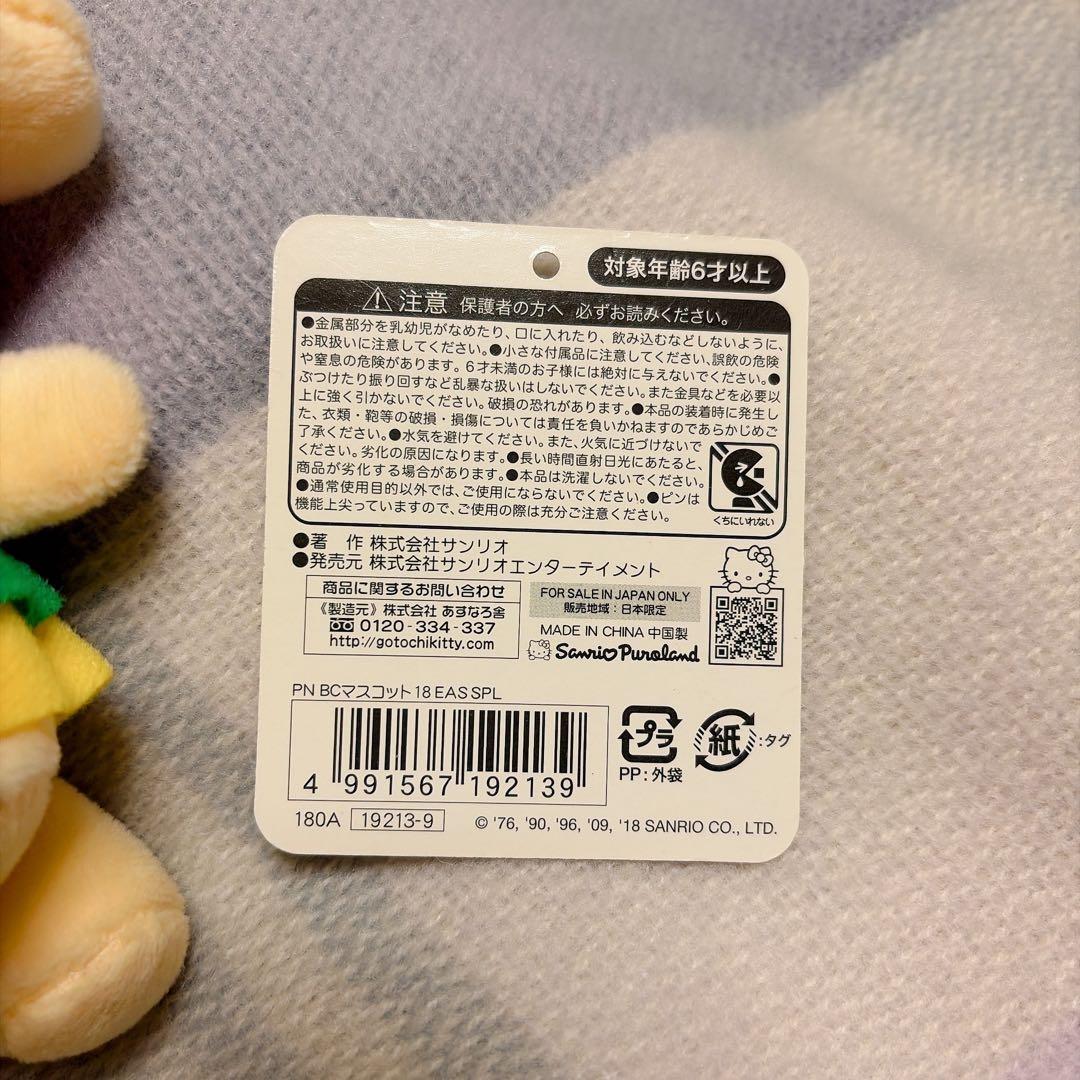 対象年齢6才以上
⚠注意 保護者の方へ 必ずお読みください。
●金属部分を乳幼児がなめたり、口に入れたり、飲み込むなどしないように、
お取扱いに注意してください。●小さな付属品に注意してください、誤飲の危険
や窒息の危険があります。6才未満のお子様には絶対に与えないでください。●
ぶつけたり振り回すなど乱暴な扱いはしないでください。また金具などを必要以
上に強く引かないでください。破損の恐れがあります。●本品の装着時に発生し
た、衣類・鞄等の破損・損傷については責任を負いかねますのであらかじめご
了承ください。●水気を避けてください。また、火気に近づけないで
ください。劣化の原因になります。●長い時間直射日光にあたると、
商品が劣化する場合があります。●本品は洗濯しないでください。
●通常使用目的以外では、ご使用にならないでください。●ピンは
機能上尖っていますので、ご使用の際は充分ご注意ください。
くちにいれない
●著 作 株式会社サンリオ
●発売元 株式会社サンリオエンターテイメント
商品に関するお問い合わせ
《製造元》株式会社 あすなろ舎
0120-334-337
http://gotochikitty.com
FOR SALE IN JAPAN ONLY
販売地域：日本限定
MADE IN CHINA 中国製
Sanrio Puroland
PN BCマスコット 18 EAS SPL
4 991567 192139
プラ
PP：外袋
紙：タグ
180A 19213-9
© '76, '90, '96, '09, '18 SANRIO CO., LTD.